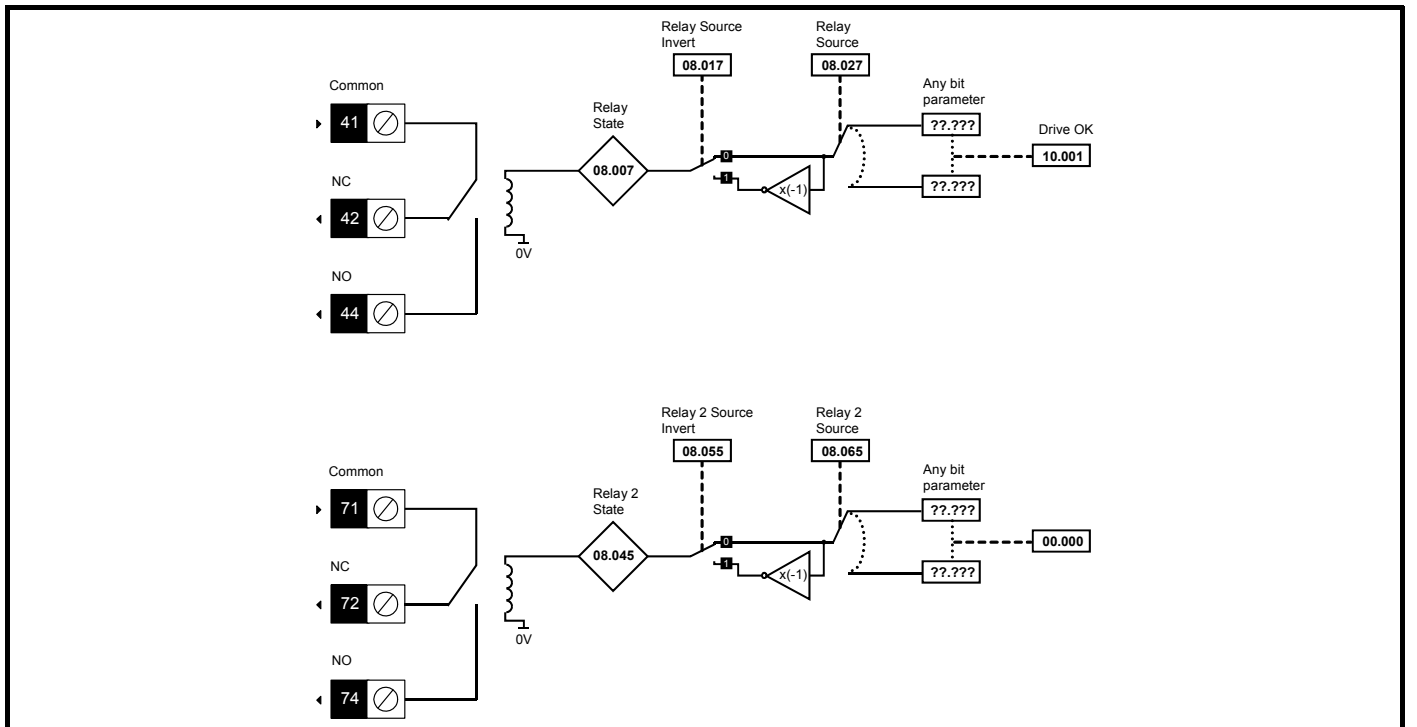 Relay Source
Invert
08.017
Relay
Source
08.027
Common
41
NC
42
NO
44
Relay
State
08.007
0V
0
1
x(-1)
Any bit
parameter
??.???
??.???
Drive OK
10.001
Relay 2 Source
Invert
08.055
Relay 2
Source
08.065
Common
71
NC
72
NO
74
Relay 2
State
08.045
0V
0
1
x(-1)
Any bit
parameter
??.???
??.???
00.000